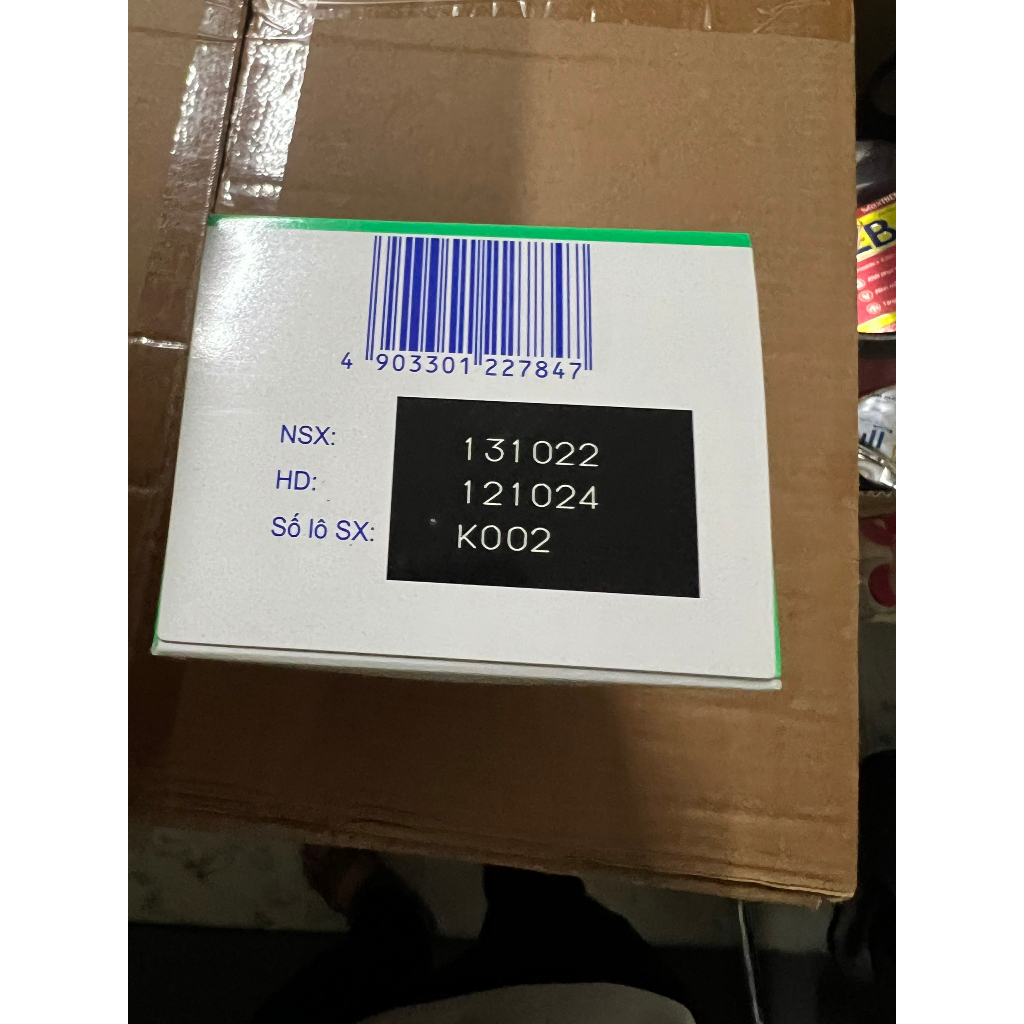 4 903301 227847
NSX: 131022
HD: 121024
Số lô SX: K002